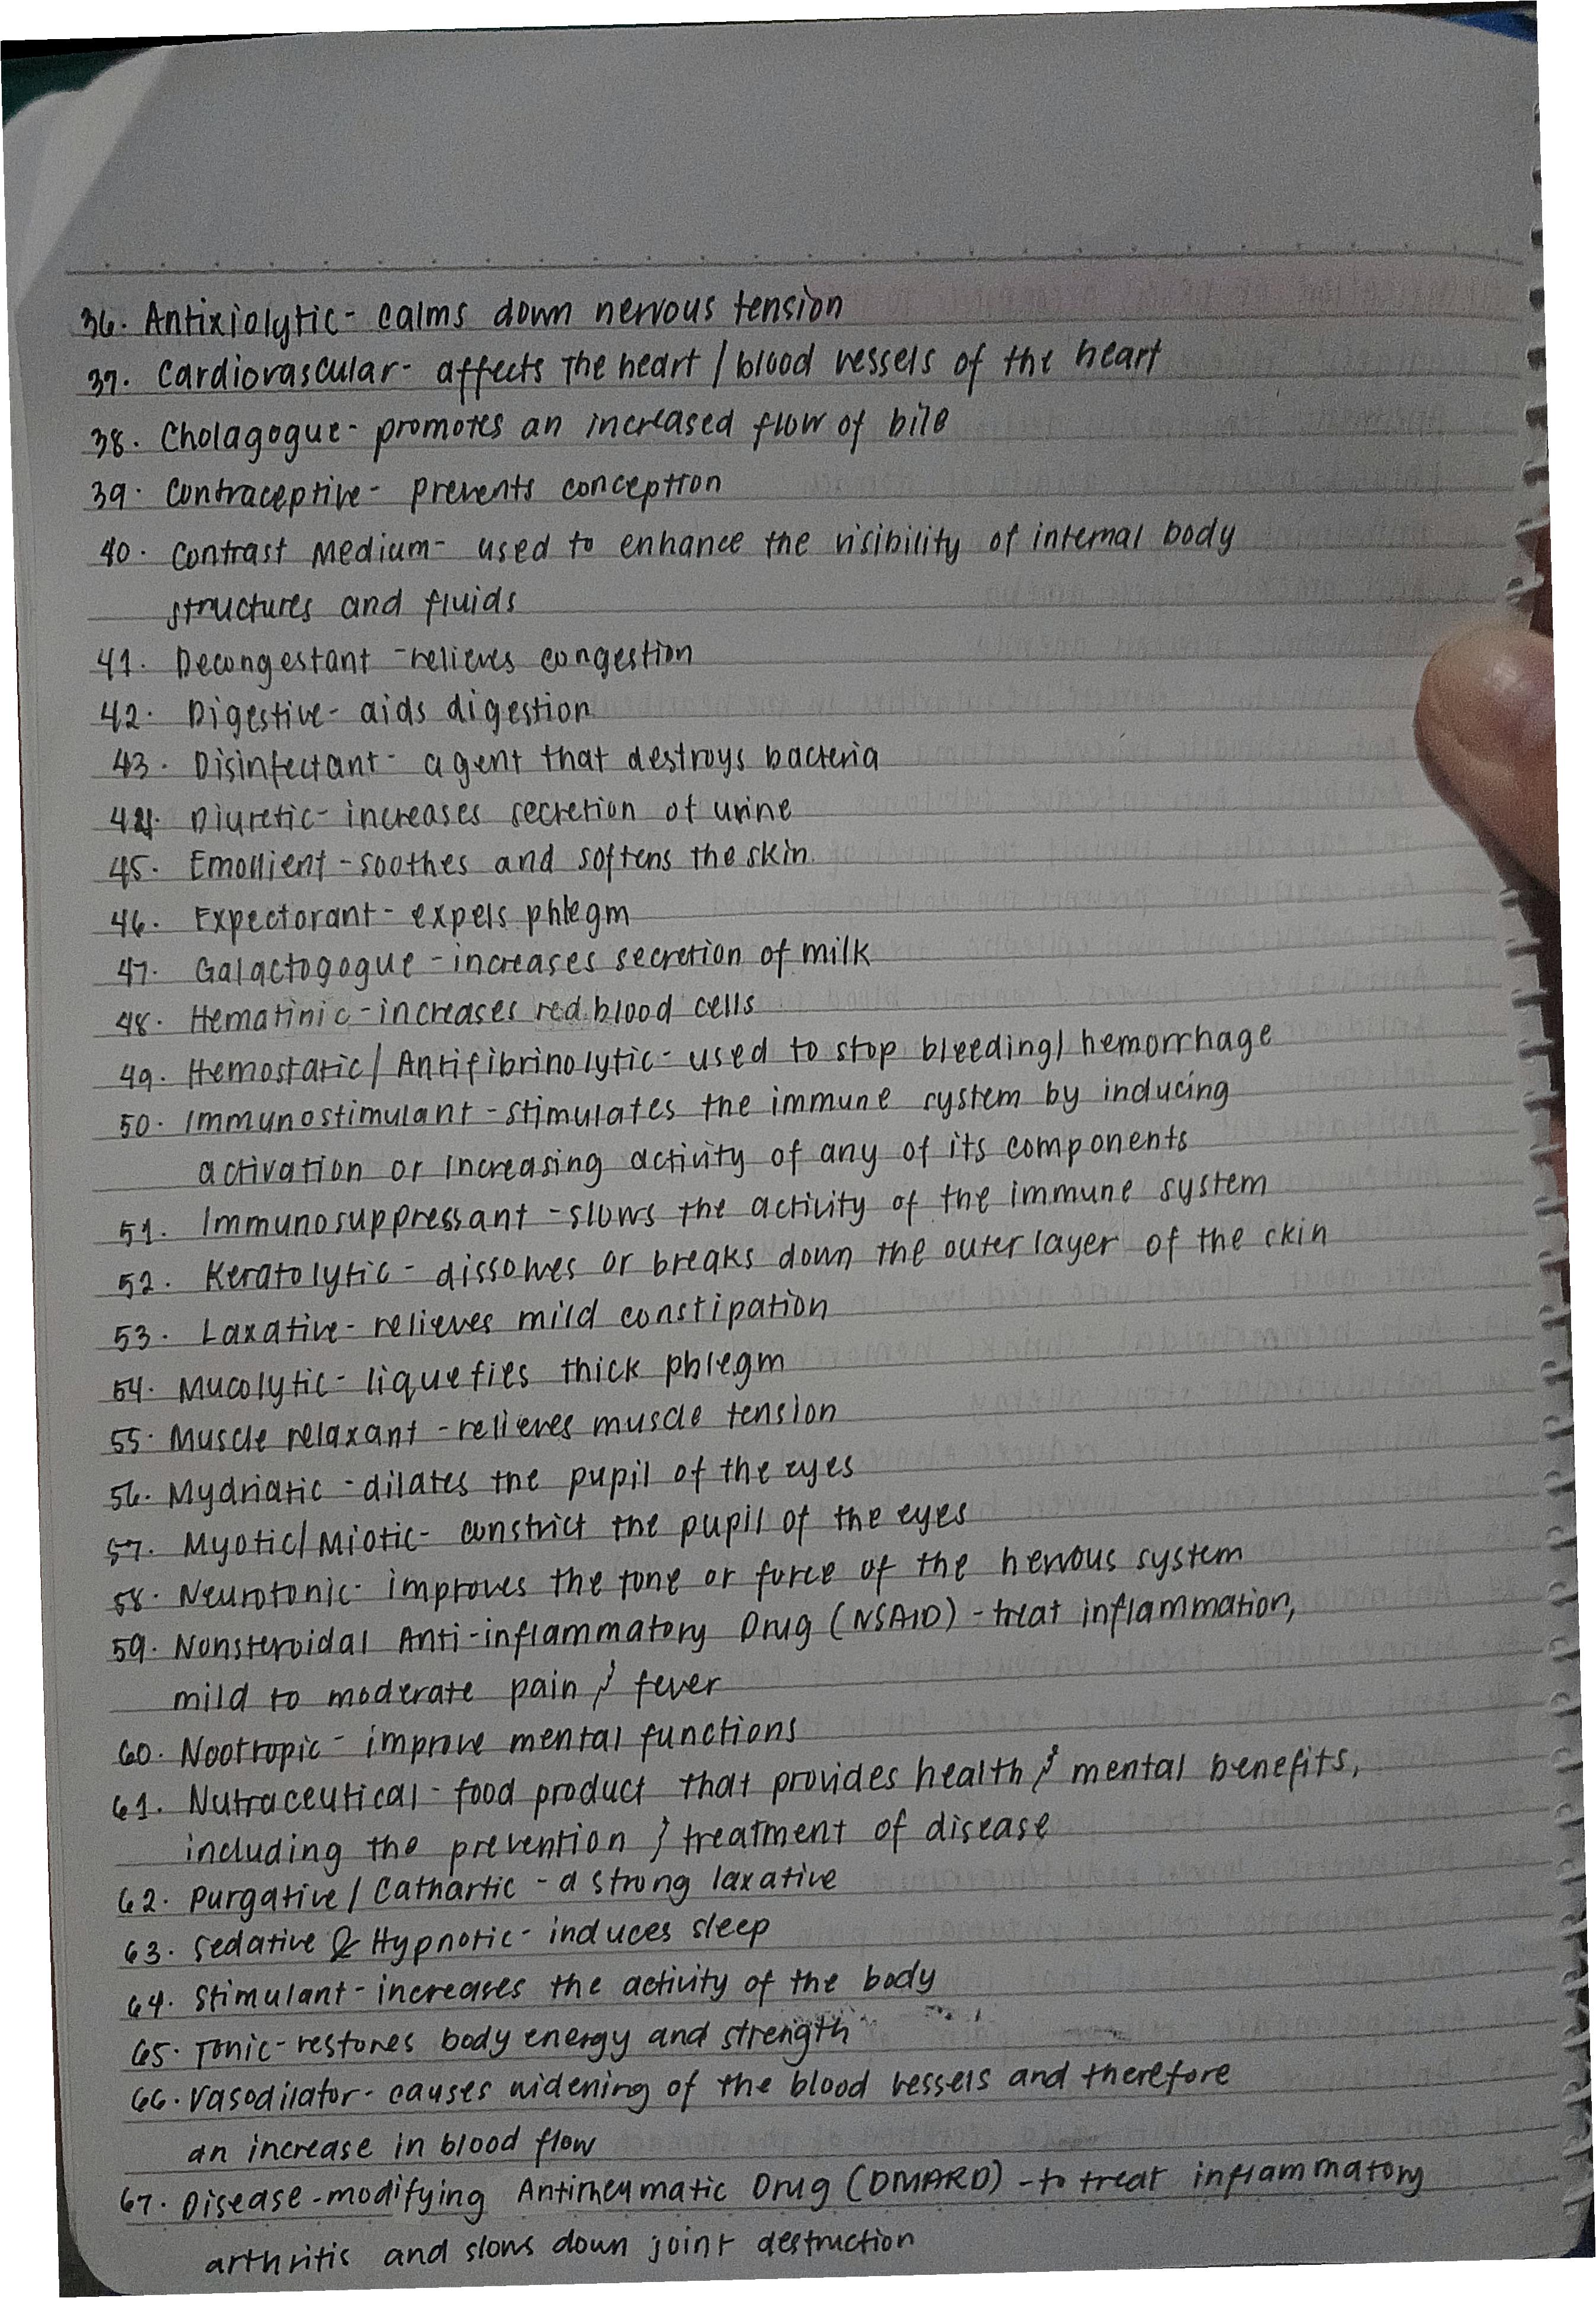 36. Antixiolytic - calms down nervous tension
37. Cardiovascular - affects the heart / blood vessels of the heart
38. Cholagogue - promotes an increased flow of bile
39. Contraceptive - prevents conception
40. Contrast Medium - used to enhance the visibility of internal body
structures and fluids
41. Decongestant - relieves congestion
42. Digestive - aids digestion
43. Disinfectant - agent that destroys bacteria
44. Diuretic - increases secretion of urine
45. Emollient - soothes and softens the skin.
46. Expectorant - expels phlegm
47. Galactogogue - increases secretion of milk
48. Hematinic - increases red blood cells
49. Hemostatic / Antifibrinolytic - used to stop bleeding / hemorrhage
50. Immunostimulant - stimulates the immune system by inducing
activation or increasing activity of any of its components
51. Immunosuppressant - slows the activity of the immune system
52. Keratolytic - dissolves or breaks down the outer layer of the skin
53. Laxative - relieves mild constipation
54. Mucolytic - liquefies thick phlegm
55. Muscle relaxant - relieves muscle tension
56. Mydriatic - dilates the pupil of the eyes
57. Myotic / Miotic - constrict the pupil of the eyes
58. Neurotonic - improves the tone or force of the nervous system
59. Nonsteroidal Anti-inflammatory Drug (NSAID) - treat inflammation,
mild to moderate pain & fever
60. Nootropic - improve mental functions
61. Nutraceutical - food product that provides health & mental benefits,
including the prevention & treatment of disease
62. Purgative / Cathartic - a strong laxative
63. Sedative & Hypnotic - induces sleep
64. Stimulant - increases the activity of the body
65. Tonic - restores body energy and strength
66. Vasodilator - causes widening of the blood vessels and therefore
an increase in blood flow
67. Disease-modifying Antirheumatic Drug (DMARD) - to treat inflammatory
arthritis and slows down joint destruction